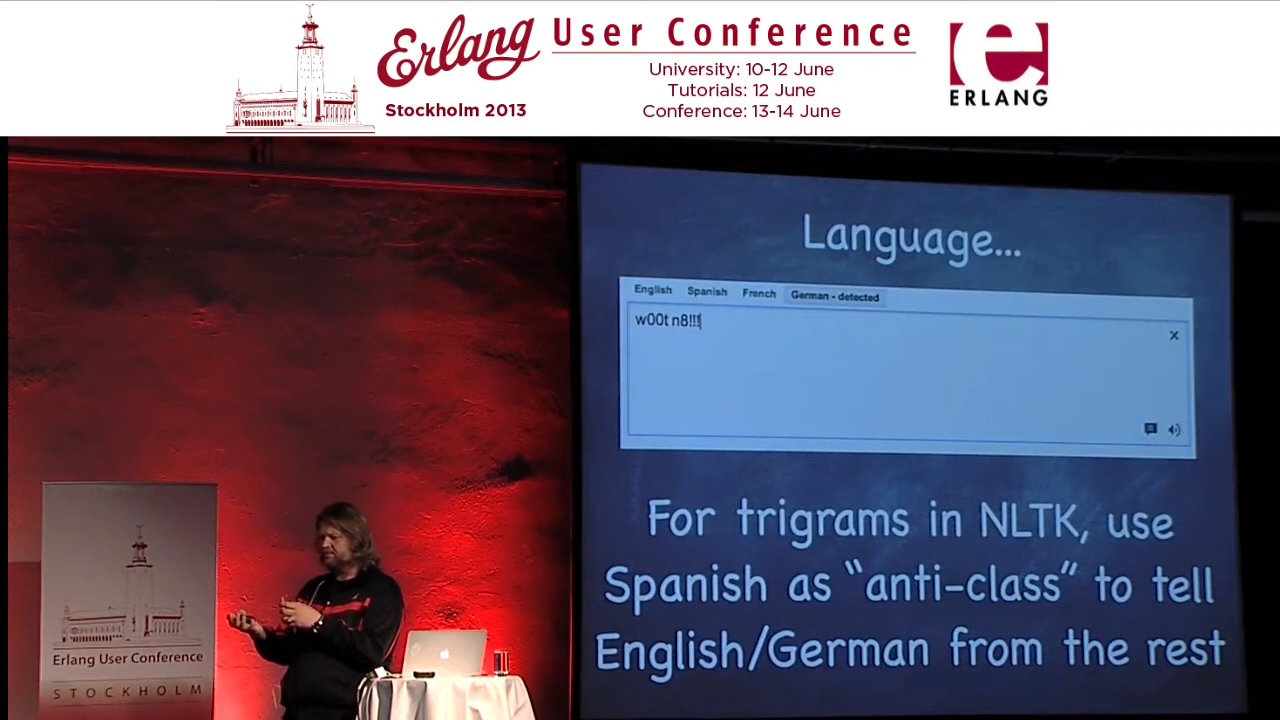 Erlang User Conference
University: 10-12 June
Tutorials: 12 June
Stockholm 2013
Conference: 13-14 June
ERLANG
Language...
English Spanish French German - detected
w00t n8!!!
For trigrams in NLTK, use
Spanish as “anti-class” to tell
English/German from the rest
Erlang User Conference
STOCKHOLM